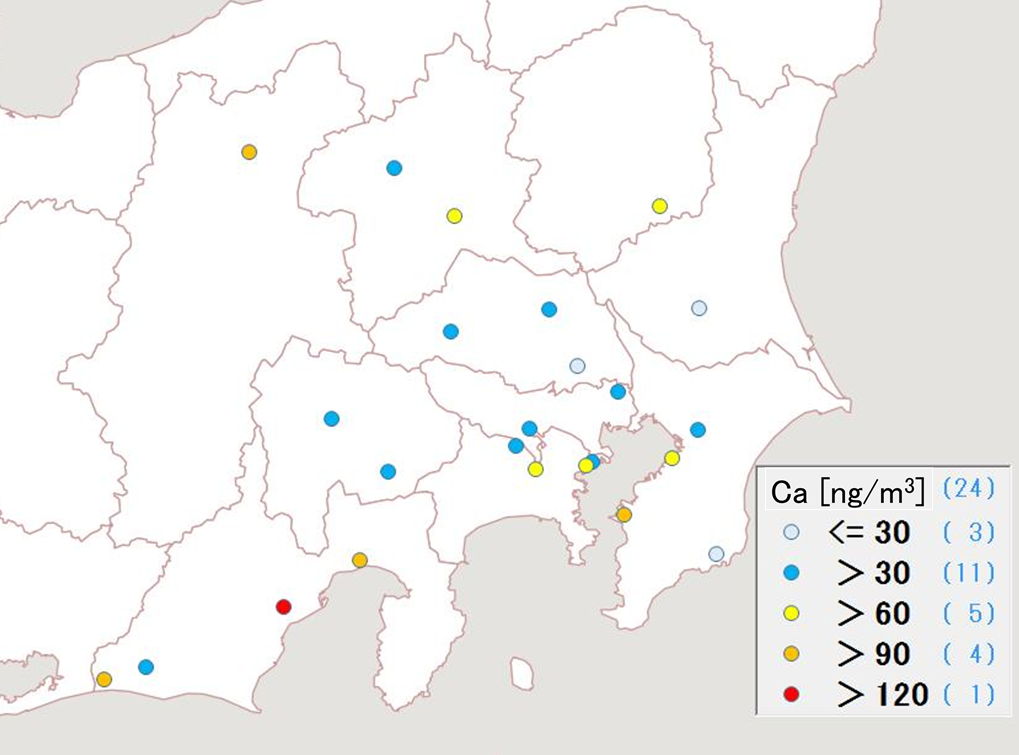 Ca [ng/m³] (24)
<= 30 ( 3)
> 30 (11)
> 60 ( 5)
> 90 ( 4)
> 120 ( 1)